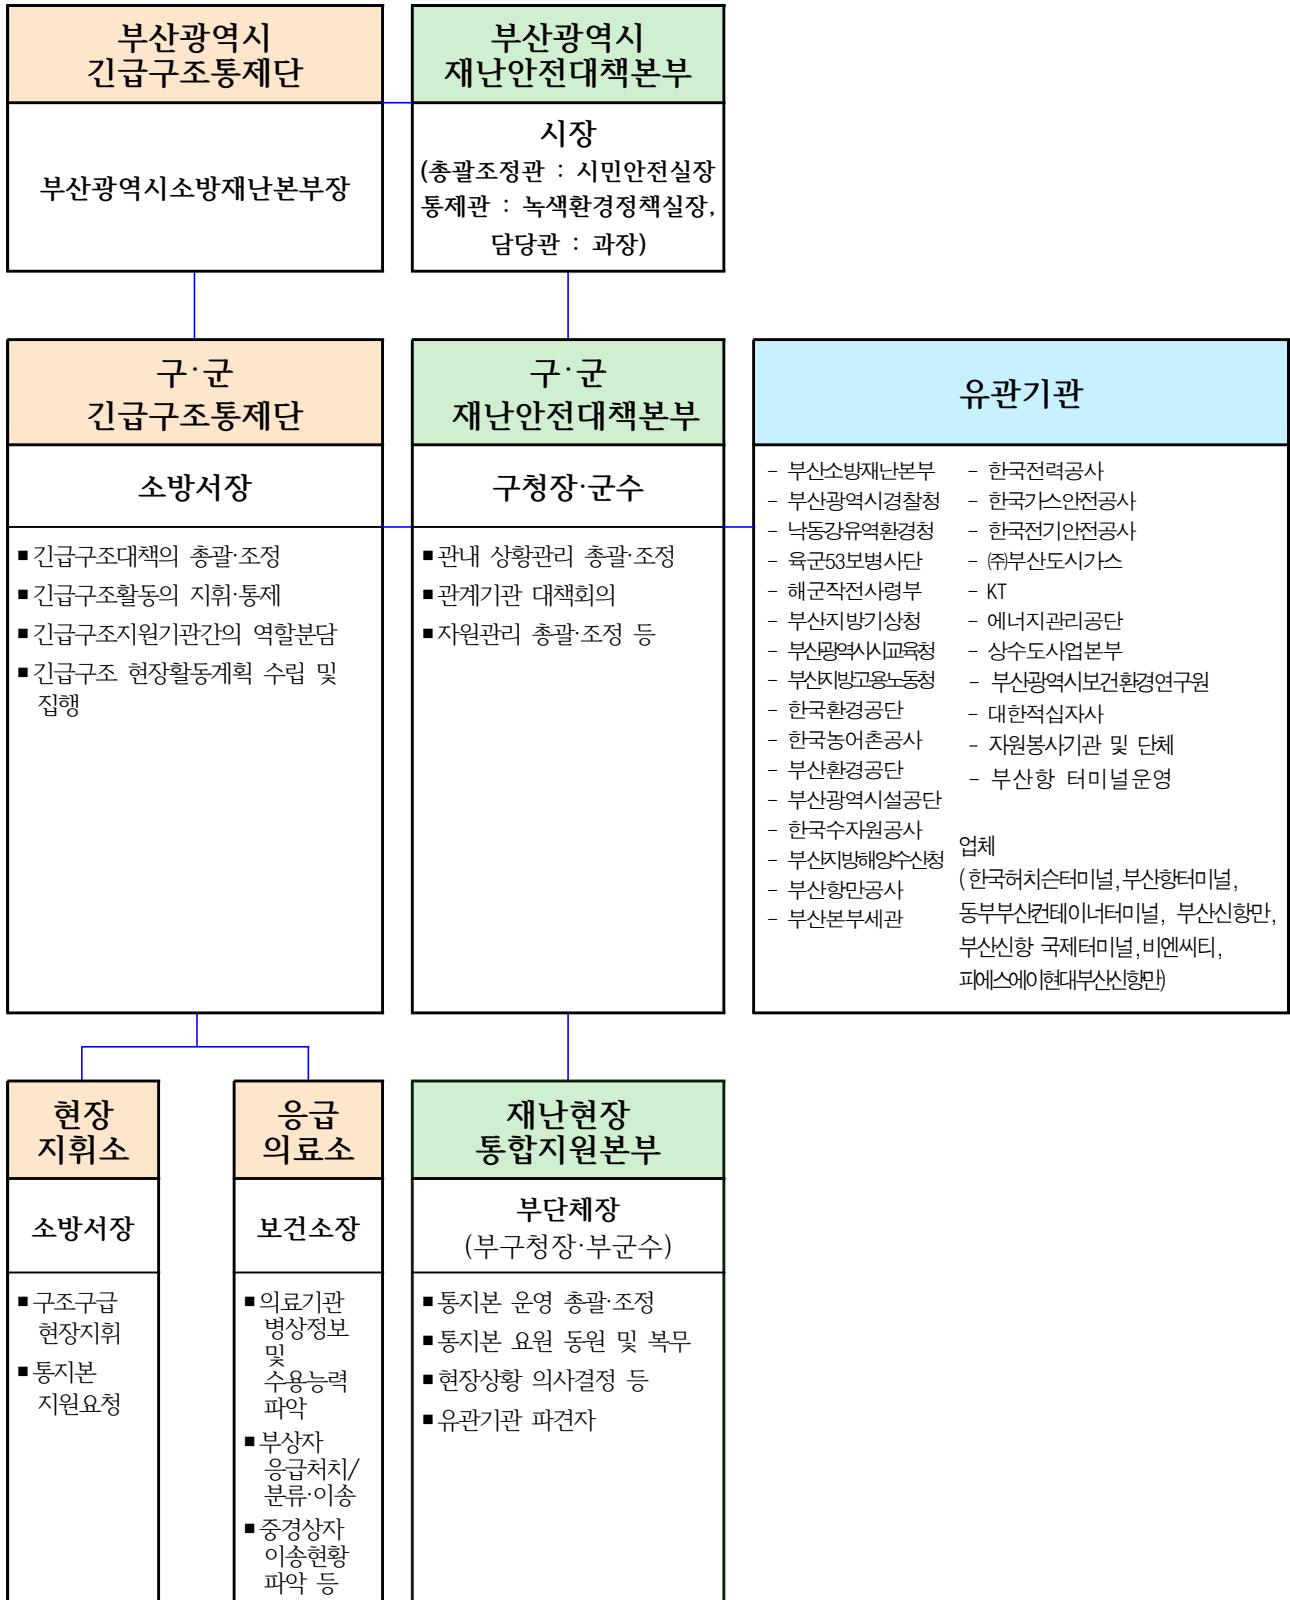 부산광역시
긴급구조통제단
부산광역시소방재난본부장
부산광역시
재난안전대책본부
시장
(총괄조정관 : 시민안전실장
통제관 : 녹색환경정책실장,
담당관 : 과장)
구·군
긴급구조통제단
소방서장
■ 긴급구조대책의 총괄·조정
■ 긴급구조활동의 지휘·통제
■ 긴급구조지원기관간의 역할분담
■ 긴급구조 현장활동계획 수립 및
집행
구·군
재난안전대책본부
구청장·군수
■ 관내 상황관리 총괄·조정
■ 관계기관 대책회의
■ 자원관리 총괄·조정 등
유관기관
- 부산소방재난본부
- 부산광역시경찰청
- 낙동강유역환경청
- 육군53보병사단
- 해군작전사령부
- 부산지방기상청
- 부산광역시시교육청
- 부산지방고용노동청
- 한국환경공단
- 한국농어촌공사
- 부산환경공단
- 부산광역시설공단
- 한국수자원공사
- 부산지방해양수산청
- 부산항만공사
- 부산본부세관
- 한국전력공사
- 한국가스안전공사
- 한국전기안전공사
- ㈜부산도시가스
- KT
- 에너지관리공단
- 상수도사업본부
- 부산광역시보건환경연구원
- 대한적십자사
- 자원봉사기관 및 단체
- 부산항 터미널운영
업체
(한국허치슨터미널,부산항터미널,
동부부산컨테이너터미널, 부산신항만,
부산신항 국제터미널,비엔씨티,
피에스에이현대부산신항만)
현장
지휘소
소방서장
■ 구조구급
현장지휘
■ 통지본
지원요청
응급
의료소
보건소장
■ 의료기관
병상정보
및
수용능력
파악
■ 부상자
응급처치/
분류·이송
■ 중경상자
이송현황
파악 등
재난현장
통합지원본부
부단체장
(부구청장·부군수)
■ 통지본 운영 총괄·조정
■ 통지본 요원 동원 및 복무
■ 현장상황 의사결정 등
■ 유관기관 파견자